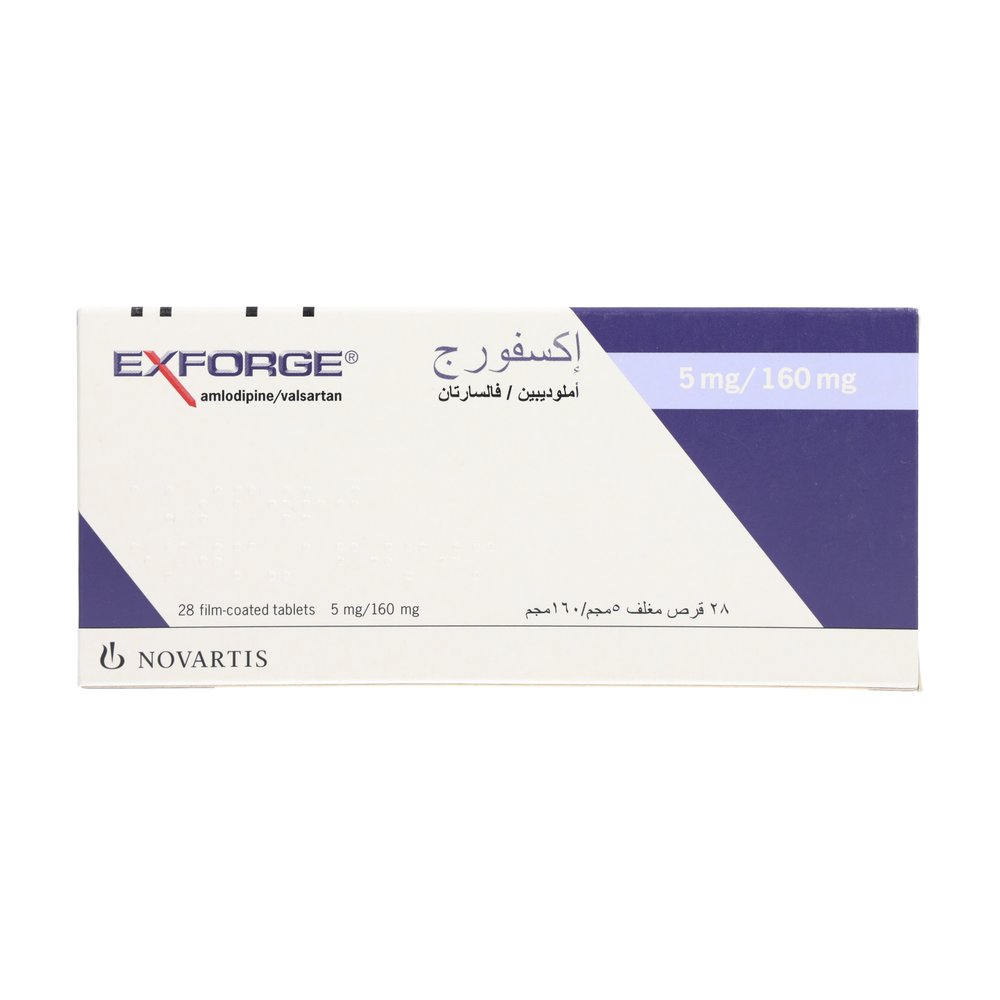 EXFORGE®
amlodipine/valsartan
إكسفورج
أملوديبين / فالسارتان
5 mg/ 160 mg
28 film-coated tablets 5 mg/160 mg
٢٨ قرص مغلف ٥مجم/١٦٠مجم
NOVARTIS